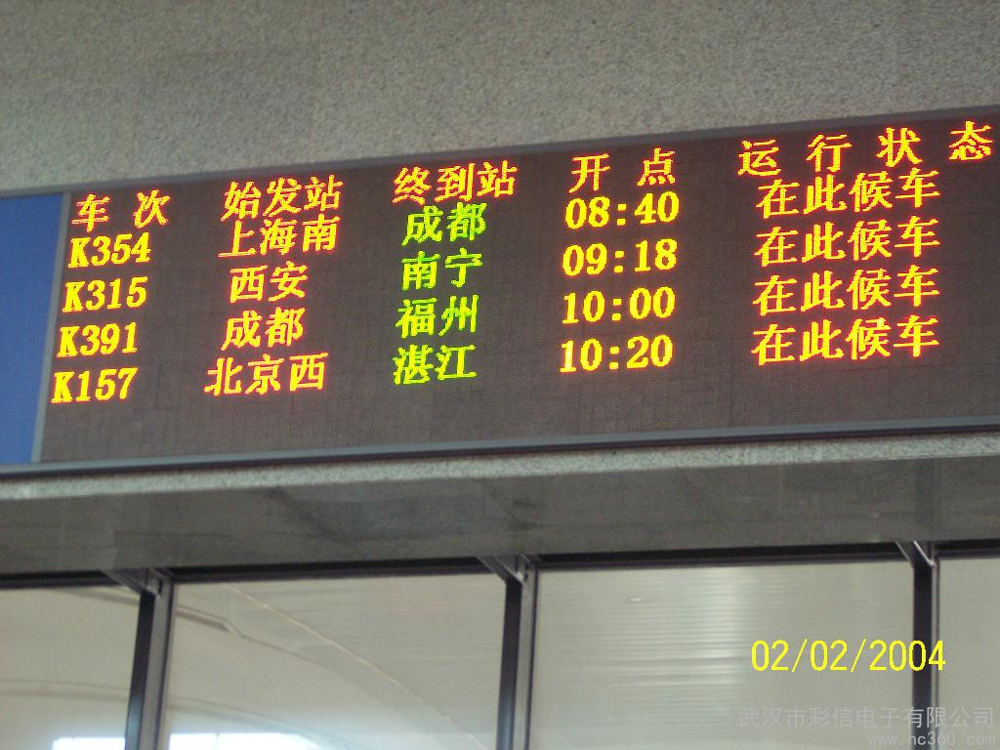 车次 始发站 终到站 开点 运行状态
K354 上海南 成都 08:40 在此候车
K315 西安 南宁 09:18 在此候车
K391 成都 福州 10:00 在此候车
K157 北京西 湛江 10:20 在此候车
02/02/2004
武汉市彩信电子有限公司
www.hc360.com